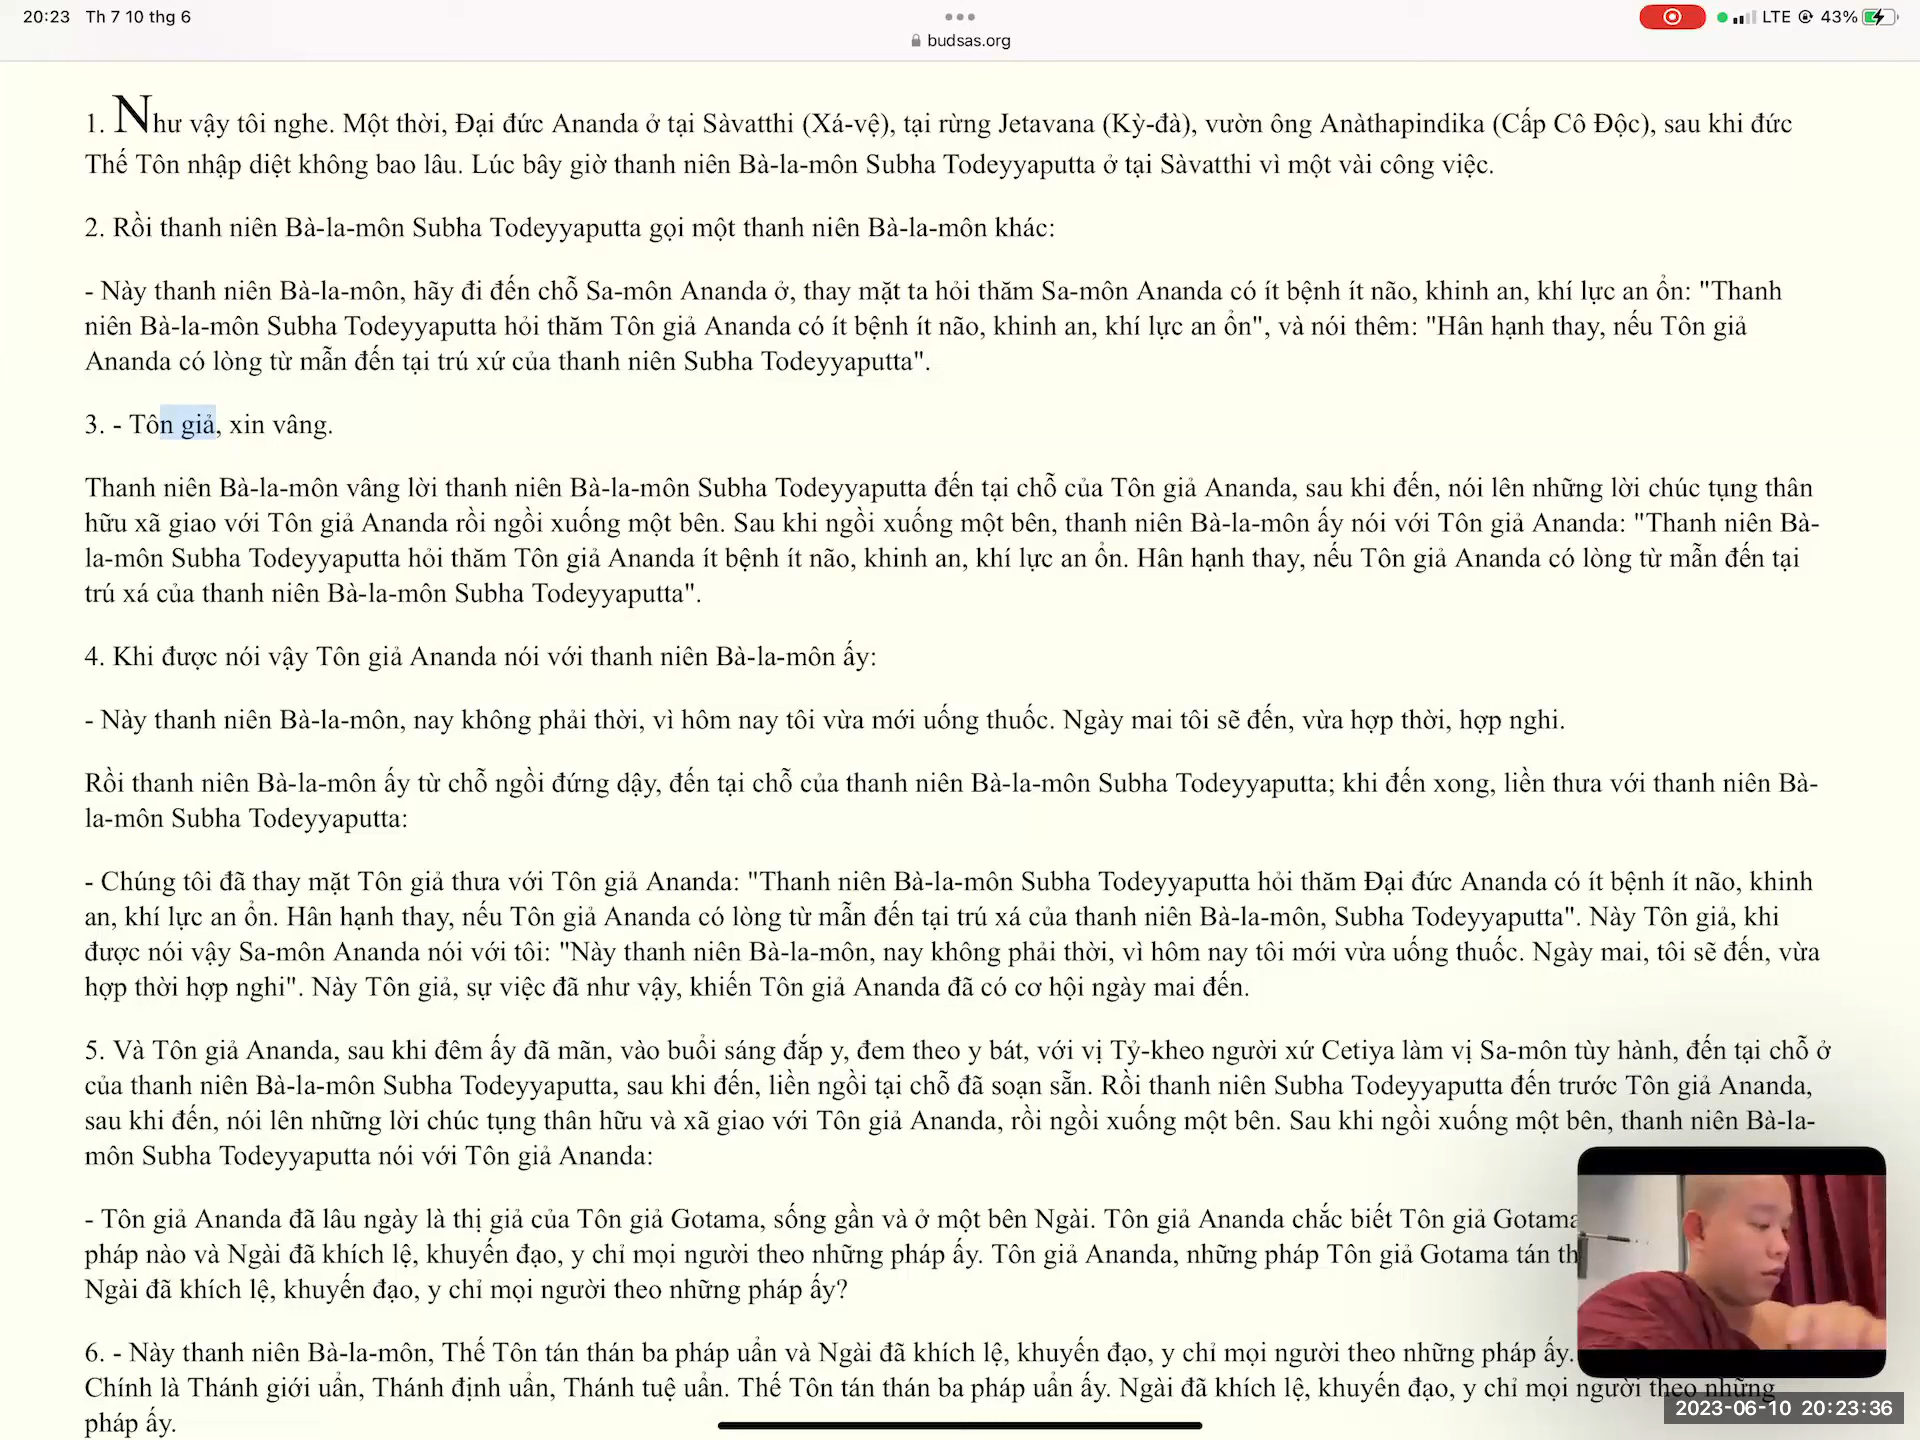 20:23 Th 7 10 thg 6
LTE 43%
budsas.org
1. Như vậy tôi nghe. Một thời, Đại đức Ananda ở tại Sàvatthi (Xá-vệ), tại rừng Jetavana (Kỳ-đà), vườn ông Anàthapindika (Cấp Cô Độc), sau khi đức
Thế Tôn nhập diệt không bao lâu. Lúc bây giờ thanh niên Bà-la-môn Subha Todeyyaputta ở tại Sàvatthi vì một vài công việc.
2. Rồi thanh niên Bà-la-môn Subha Todeyyaputta gọi một thanh niên Bà-la-môn khác:
- Này thanh niên Bà-la-môn, hãy đi đến chỗ Sa-môn Ananda ở, thay mặt ta hỏi thăm Sa-môn Ananda có ít bệnh ít não, khinh an, khí lực an ổn: "Thanh
niên Bà-la-môn Subha Todeyyaputta hỏi thăm Tôn giả Ananda có ít bệnh ít não, khinh an, khí lực an ổn", và nói thêm: "Hân hạnh thay, nếu Tôn giả
Ananda có lòng từ mẫn đến tại trú xứ của thanh niên Subha Todeyyaputta".
3. - Tôn giả, xin vâng.
Thanh niên Bà-la-môn vâng lời thanh niên Bà-la-môn Subha Todeyyaputta đến tại chỗ của Tôn giả Ananda, sau khi đến, nói lên những lời chúc tụng thân
hữu xã giao với Tôn giả Ananda rồi ngồi xuống một bên. Sau khi ngồi xuống một bên, thanh niên Bà-la-môn ấy nói với Tôn giả Ananda: "Thanh niên Bà-
la-môn Subha Todeyyaputta hỏi thăm Tôn giả Ananda ít bệnh ít não, khinh an, khí lực an ổn. Hân hạnh thay, nếu Tôn giả Ananda có lòng từ mẫn đến tại
trú xá của thanh niên Bà-la-môn Subha Todeyyaputta".
4. Khi được nói vậy Tôn giả Ananda nói với thanh niên Bà-la-môn ấy:
- Này thanh niên Bà-la-môn, nay không phải thời, vì hôm nay tôi vừa mới uống thuốc. Ngày mai tôi sẽ đến, vừa hợp thời, hợp nghi.
Rồi thanh niên Bà-la-môn ấy từ chỗ ngồi đứng dậy, đến tại chỗ của thanh niên Bà-la-môn Subha Todeyyaputta; khi đến xong, liền thưa với thanh niên Bà-
la-môn Subha Todeyyaputta:
- Chúng tôi đã thay mặt Tôn giả thưa với Tôn giả Ananda: "Thanh niên Bà-la-môn Subha Todeyyaputta hỏi thăm Đại đức Ananda có ít bệnh ít não, khinh
an, khí lực an ổn. Hân hạnh thay, nếu Tôn giả Ananda có lòng từ mẫn đến tại trú xá của thanh niên Bà-la-môn, Subha Todeyyaputta". Này Tôn giả, khi
được nói vậy Sa-môn Ananda nói với tôi: "Này thanh niên Bà-la-môn, nay không phải thời, vì hôm nay tôi mới vừa uống thuốc. Ngày mai, tôi sẽ đến, vừa
hợp thời hợp nghi". Này Tôn giả, sự việc đã như vậy, khiến Tôn giả Ananda đã có cơ hội ngày mai đến.
5. Và Tôn giả Ananda, sau khi đêm ấy đã mãn, vào buổi sáng đắp y, đem theo y bát, với vị Tỷ-kheo người xứ Cetiya làm vị Sa-môn tùy hành, đến tại chỗ ở
của thanh niên Bà-la-môn Subha Todeyyaputta, sau khi đến, liền ngồi tại chỗ đã soạn sẵn. Rồi thanh niên Subha Todeyyaputta đến trước Tôn giả Ananda,
sau khi đến, nói lên những lời chúc tụng thân hữu và xã giao với Tôn giả Ananda, rồi ngồi xuống một bên. Sau khi ngồi xuống một bên, thanh niên Bà-la-
môn Subha Todeyyaputta nói với Tôn giả Ananda:
- Tôn giả Ananda đã lâu ngày là thị giả của Tôn giả Gotama, sống gần và ở một bên Ngài. Tôn giả Ananda chắc biết Tôn giả Gotama
pháp nào và Ngài đã khích lệ, khuyến đạo, y chỉ mọi người theo những pháp ấy. Tôn giả Ananda, những pháp Tôn giả Gotama tán th
Ngài đã khích lệ, khuyến đạo, y chỉ mọi người theo những pháp ấy?
6. - Này thanh niên Bà-la-môn, Thế Tôn tán thán ba pháp uẩn và Ngài đã khích lệ, khuyến đạo, y chỉ mọi người theo những pháp ấy.
Chính là Thánh giới uẩn, Thánh định uẩn, Thánh tuệ uẩn. Thế Tôn tán thán ba pháp uẩn ấy. Ngài đã khích lệ, khuyến đạo, y chỉ mọi người theo những
pháp ấy.
2023-06-10 20:23:36